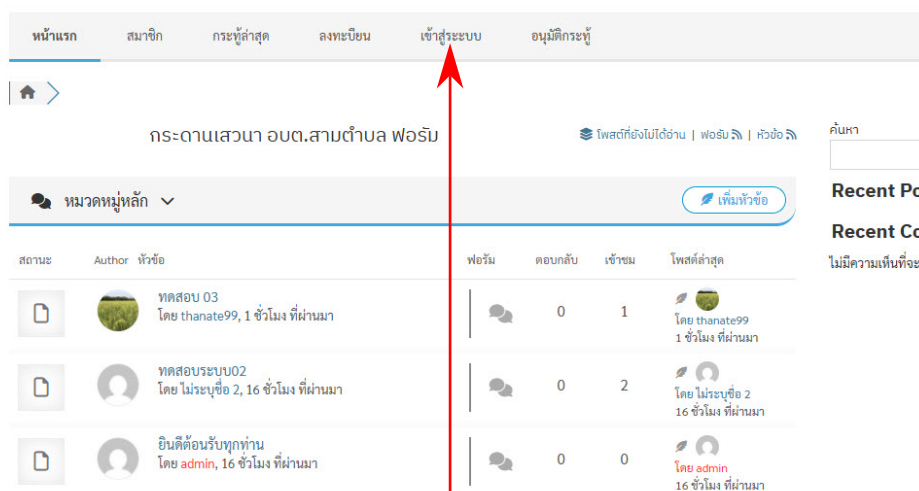 หน้าแรก สมาชิก กระทู้ล่าสุด ลงทะเบียน เข้าสู่ระะบบ อนุมัติกระทู้
กระดานเสวนา อบต.สามตำบล ฟอรัม
โพสต์ที่ยังไม่ได้อ่าน | ฟอรัม | หัวข้อ
ค้นหา
หมวดหมู่หลัก
เพิ่มหัวข้อ
Recent Po
Recent Co
ไม่มีความเห็นที่จะ
สถานะ Author หัวข้อ ฟอรัม ตอบกลับ เข้าชม โพสต์ล่าสุด
ทดสอบ 03
โดย thanate99, 1 ชั่วโมง ที่ผ่านมา
0 1
โดย thanate99
1 ชั่วโมง ที่ผ่านมา
ทดสอบระบบ02
โดย ไม่ระบุชื่อ 2, 16 ชั่วโมง ที่ผ่านมา
0 2
โดย ไม่ระบุชื่อ 2
16 ชั่วโมง ที่ผ่านมา
ยินดีต้อนรับทุกท่าน
โดย admin, 16 ชั่วโมง ที่ผ่านมา
0 0
โดย admin
16 ชั่วโมง ที่ผ่านมา